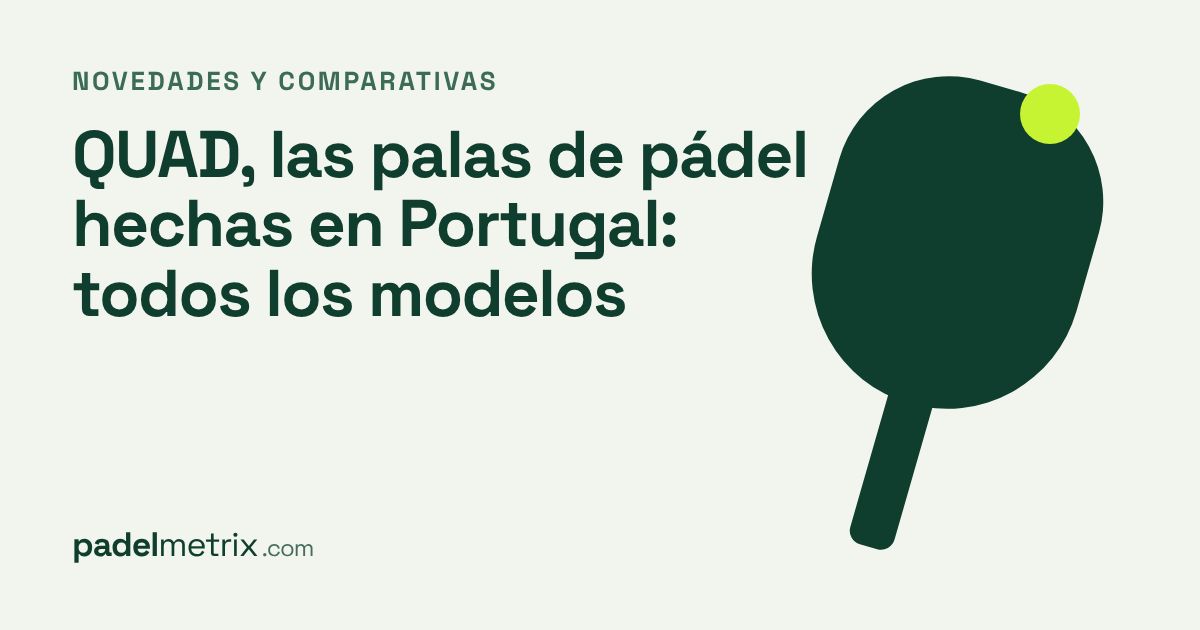 NOVEDADES Y COMPARATIVAS
QUAD, las palas de pádel
hechas en Portugal:
todos los modelos
padelmetrix.com